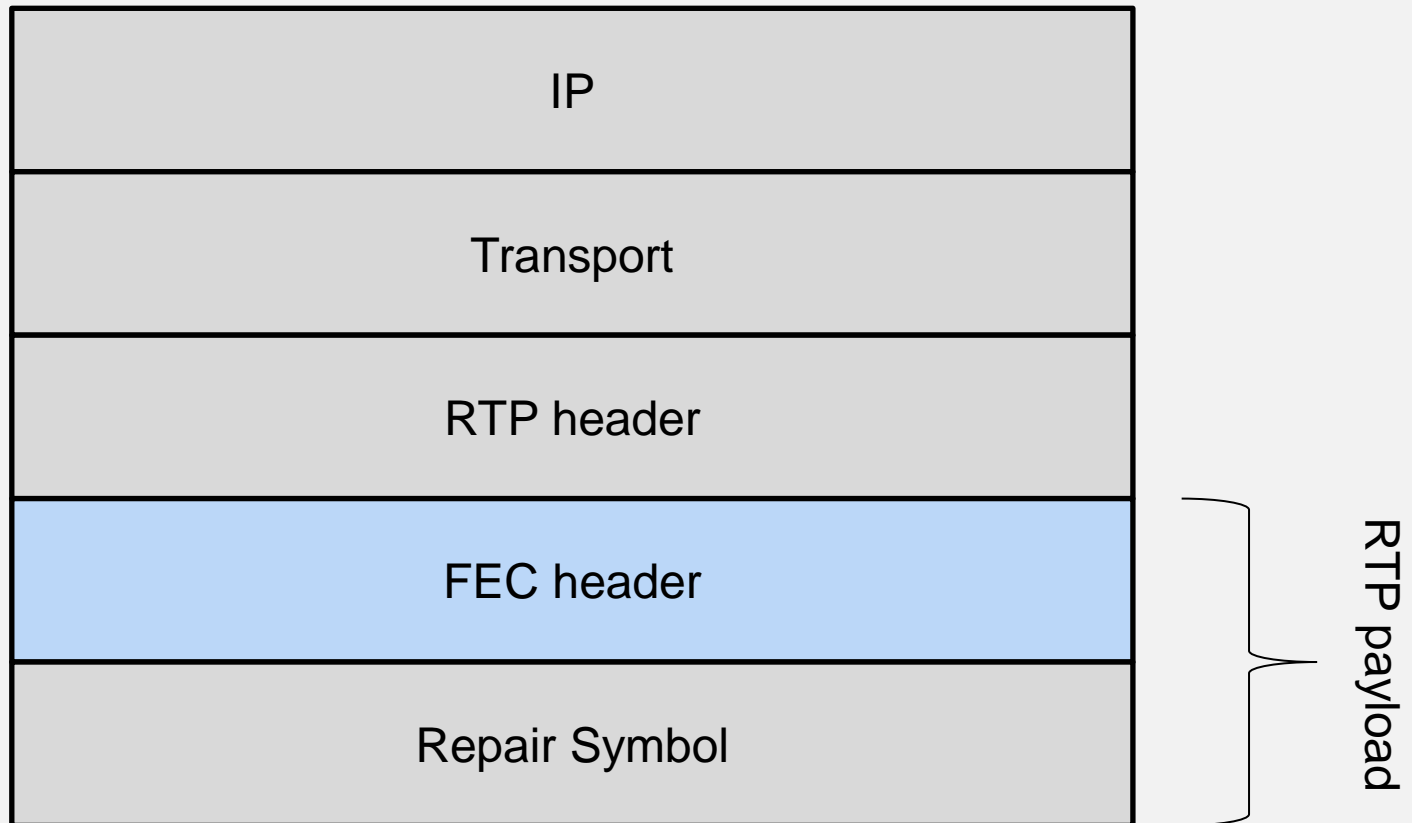 IP
Transport
RTP header
FEC header
Repair Symbol
RTP payload